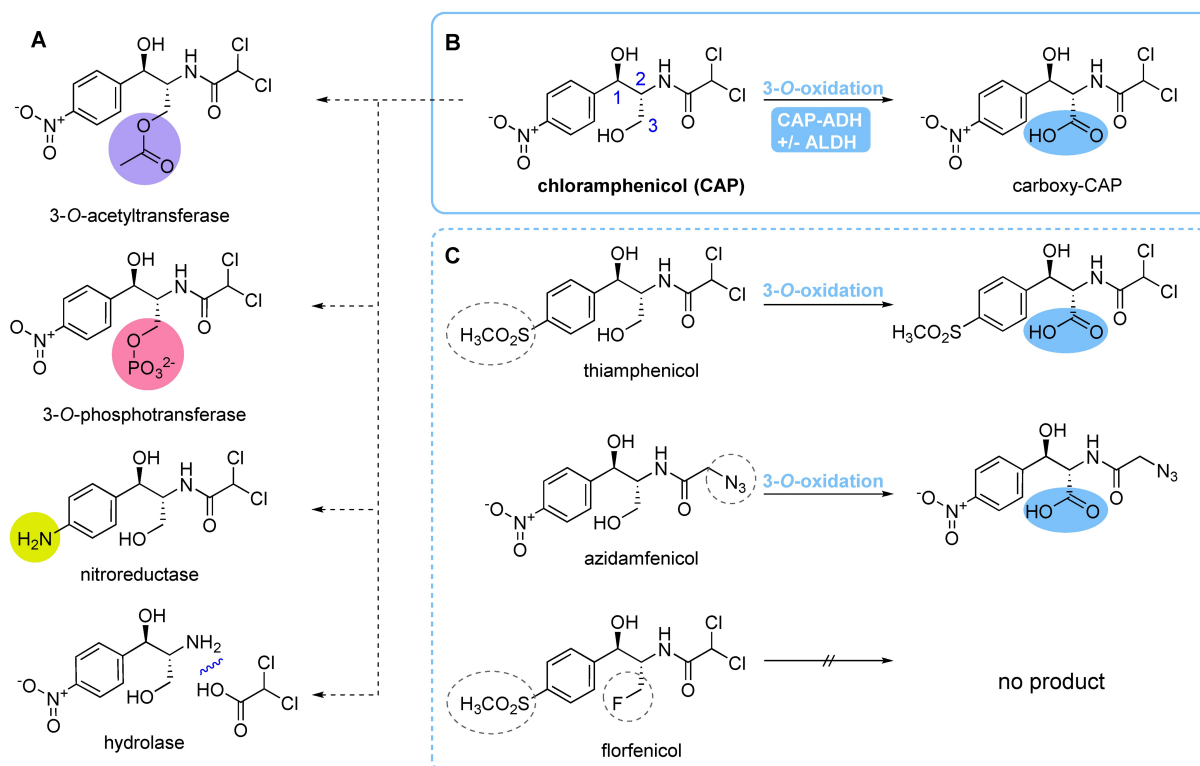 A
OH
H
N
Cl
Cl
O
O
O
-O
N+
O
3-O-acetyltransferase
OH
H
N
Cl
Cl
O
O
PO₃²⁻
-O
N+
O
3-O-phosphotransferase
OH
H
N
Cl
Cl
O
HO
H₂N
nitroreductase
OH
NH₂
HO
HO
O
Cl
Cl
-O
N+
O
hydrolase
B
OH
H
N
Cl
Cl
O
1
2
3
HO
-O
N+
O
chloramphenicol (CAP)
3-O-oxidation
CAP-ADH
+/- ALDH
OH
H
N
Cl
Cl
O
HO
O
-O
N+
O
carboxy-CAP
C
OH
H
N
Cl
Cl
O
HO
H₃CO₂S
thiamphenicol
3-O-oxidation
OH
H
N
Cl
Cl
O
HO
O
H₃CO₂S
OH
H
N
N₃
O
HO
-O
N+
O
azidamfenicol
3-O-oxidation
OH
H
N
N₃
O
HO
O
-O
N+
O
OH
H
N
Cl
Cl
O
F
H₃CO₂S
florfenicol
no product